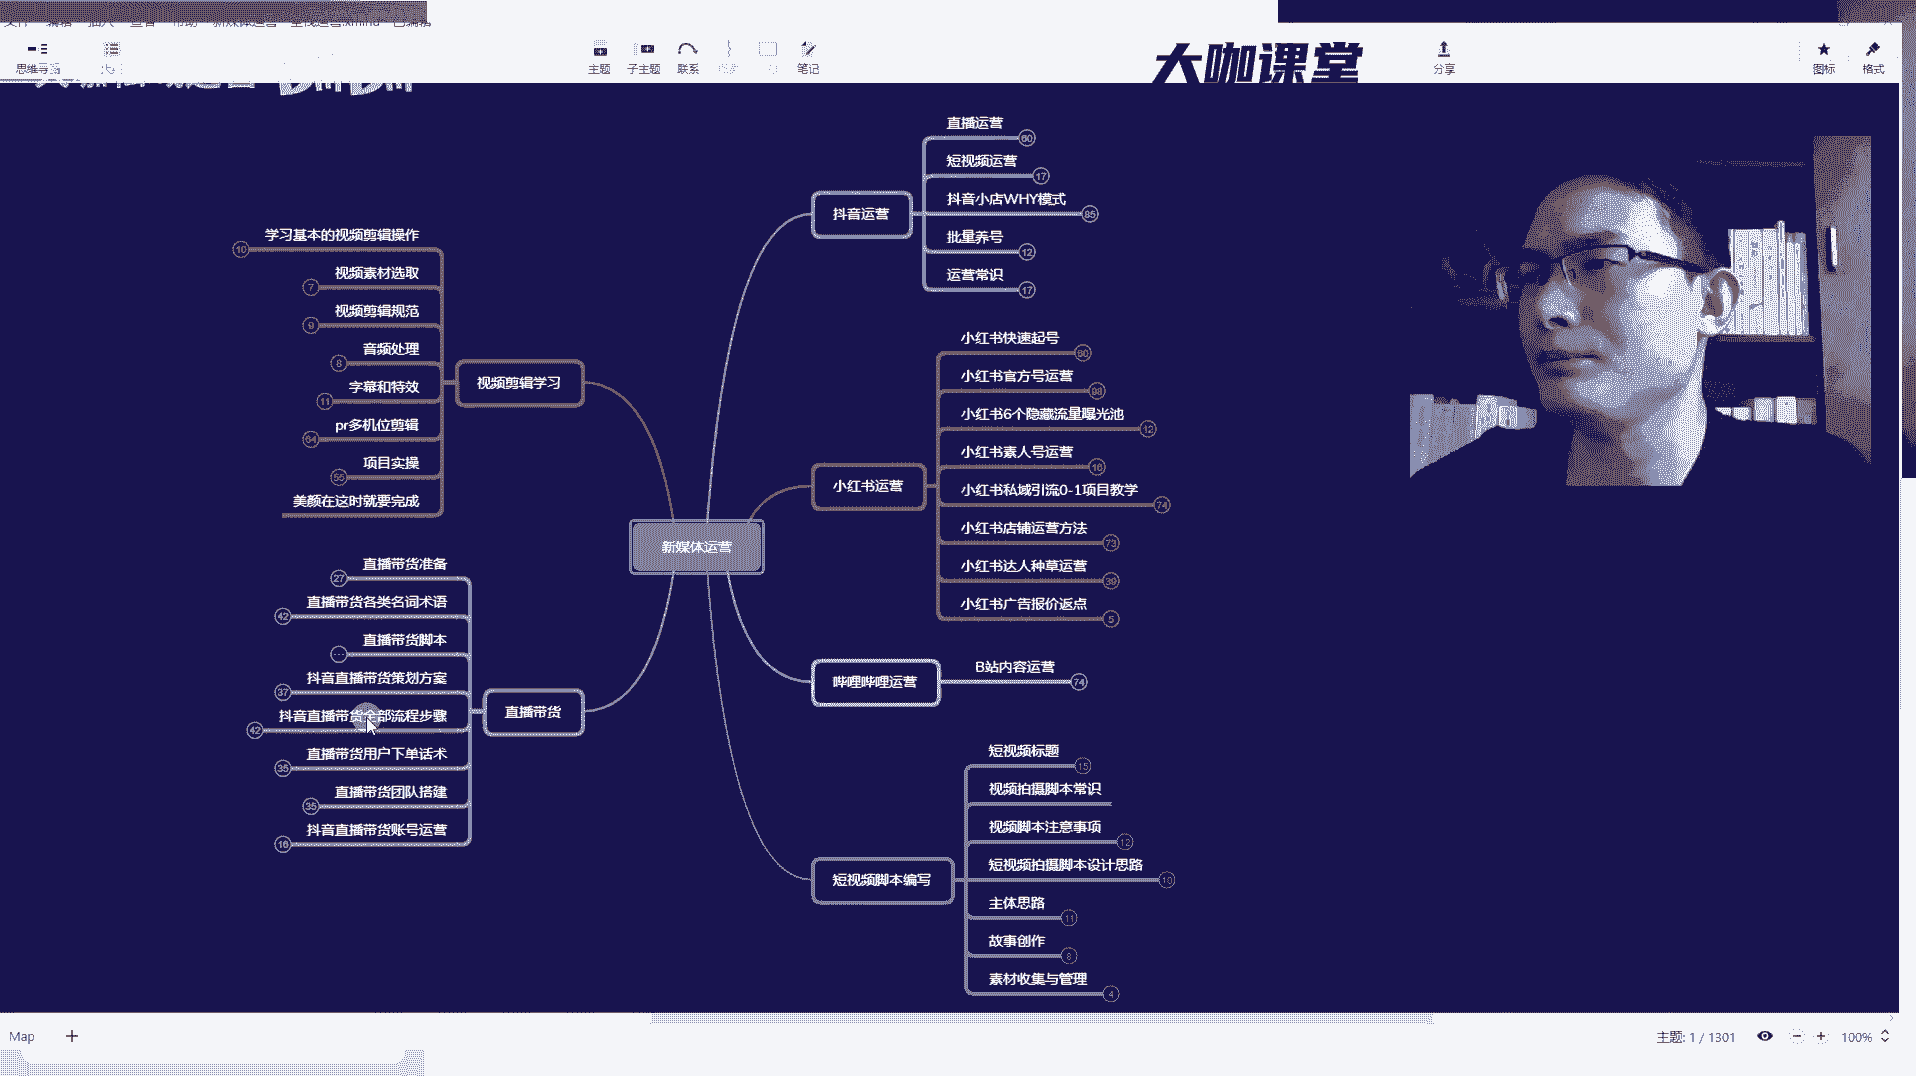 主题
子主题
联系
笔记
大咖课堂
分享
图标
格式
直播运营
60
短视频运营
17
抖音小店WHY模式
85
批量养号
12
运营常识
17
抖音运营
小红书快速起号
小红书官方号运营
小红书6个隐藏流量曝光池
12
小红书素人号运营
16
小红书私域引流0-1项目教学
74
小红书店铺运营方法
73
小红书达人种草运营
39
小红书广告报价返点
5
小红书运营
B站内容运营
74
哔哩哔哩运营
短视频标题
15
视频拍摄脚本常识
视频脚本注意事项
12
短视频拍摄脚本设计思路
10
主体思路
11
故事创作
8
素材收集与管理
4
短视频脚本编写
新媒体运营
学习基本的视频剪辑操作
10
视频素材选取
7
视频剪辑规范
9
音频处理
8
字幕和特效
11
pr多机位剪辑
64
项目实操
55
美颜在这时就要完成
视频剪辑学习
直播带货准备
27
直播带货各类名词术语
42
直播带货脚本
抖音直播带货策划方案
37
抖音直播带货全部流程步骤
42
直播带货用户下单话术
35
直播带货团队搭建
35
抖音直播带货账号运营
16
直播带货
Map
主题: 1 / 1301
100%